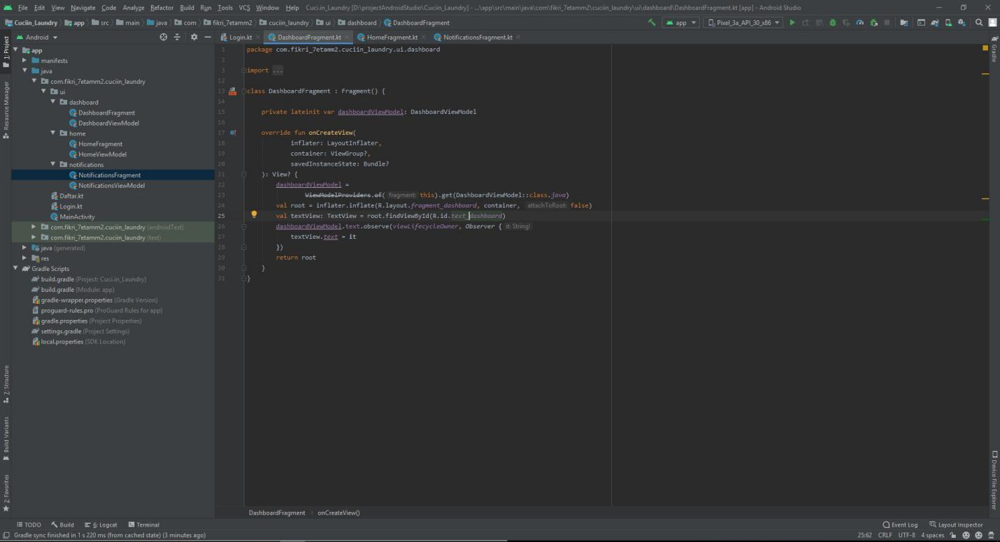 File Edit View Navigate Code Analyze Refactor Build Run Tools VCS Window Help Cuci.in_Laundry [D:\projectAndroidStudio\Cuciin_Laundry] - ...\app\src\main\java\com\fikri_7etamm2\cuciin_laundry\ui\dashboard\DashboardFragment.kt [app] - Android Studio
Cuciin_Laundry app src main java com fikri_7etamm2 cuciin_laundry ui dashboard DashboardFragment app Pixel_3a_API_30_x86
Android Login.kt DashboardFragment.kt HomeFragment.kt NotificationsFragment.kt
1: Project
Resource Manager
Z: Structure
Build Variants
2: Favorites
app
manifests
java
com.fikri_7etamm2.cuciin_laundry
ui
dashboard
DashboardFragment
DashboardViewModel
home
HomeFragment
HomeViewModel
notifications
NotificationsFragment
NotificationsViewModel
Daftar.kt
Login.kt
MainActivity
com.fikri_7etamm2.cuciin_laundry (androidTest)
com.fikri_7etamm2.cuciin_laundry (test)
java (generated)
res
Gradle Scripts
build.gradle (Project: Cuci.in_Laundry)
build.gradle (Module: app)
gradle-wrapper.properties (Gradle Version)
proguard-rules.pro (ProGuard Rules for app)
gradle.properties (Project Properties)
settings.gradle (Project Settings)
local.properties (SDK Location)
1 package com.fikri_7etamm2.cuciin_laundry.ui.dashboard
2
3 import ...
12
13 class DashboardFragment : Fragment() {
14
15 private lateinit var dashboardViewModel: DashboardViewModel
16
17 override fun onCreateView(
18 inflater: LayoutInflater,
19 container: ViewGroup?,
20 savedInstanceState: Bundle?
21 ): View? {
22 dashboardViewModel =
23 ViewModelProviders.of( fragment: this).get(DashboardViewModel::class.java)
24 val root = inflater.inflate(R.layout.fragment_dashboard, container, attachToRoot: false)
25 val textView: TextView = root.findViewById(R.id.text_dashboard)
26 dashboardViewModel.text.observe(viewLifecycleOwner, Observer { it: String!
27 textView.text = it
28 })
29 return root
30 }
31 }
Gradle
Device File Explorer
DashboardFragment › onCreateView()
TODO Build 6: Logcat Terminal Event Log Layout Inspector
Gradle sync finished in 1 s 220 ms (from cached state) (3 minutes ago) 25:62 CRLF UTF-8 4 spaces